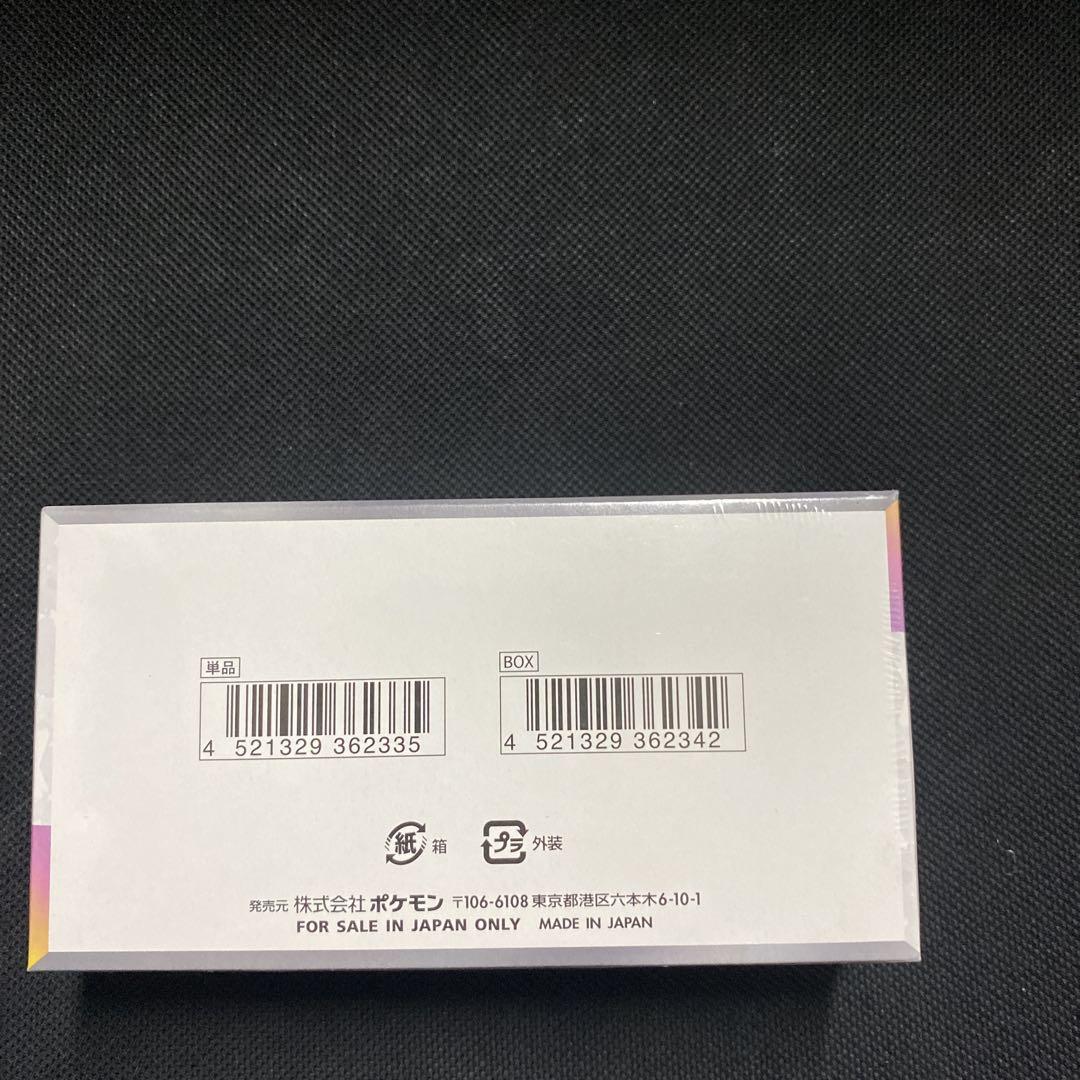 単品
4 521329 362335
BOX
4 521329 362342
紙 箱
プラ 外装
発売元 株式会社 ポケモン 〒106-6108 東京都港区六本木6-10-1
FOR SALE IN JAPAN ONLY MADE IN JAPAN